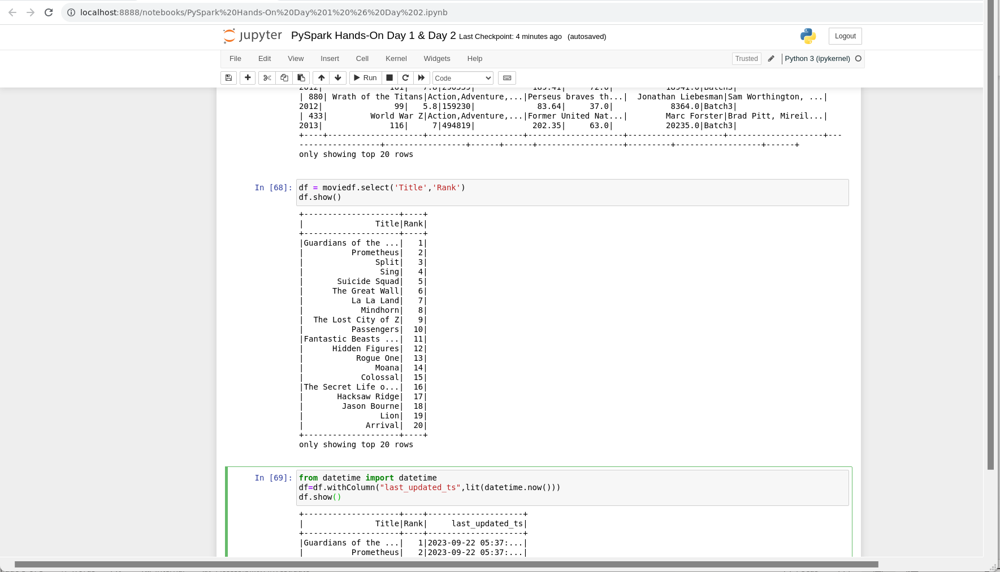 localhost:8888/notebooks/PySpark%20Hands-On%20Day%201%20%26%20Day%202.ipynb
jupyter PySpark Hands-On Day 1 & Day 2 Last Checkpoint: 4 minutes ago (autosaved) Logout
File Edit View Insert Cell Kernel Widgets Help Trusted Python 3 (ipykernel)
Run Code
2012| 101| 7.8|296359| 189.41| 72.0| 18941.0|Batch3|
| 880| Wrath of the Titans|Action,Adventure,...|Perseus braves th...| Jonathan Liebesman|Sam Worthington, ...|
2012| 99| 5.8|159230| 83.64| 37.0| 8364.0|Batch3|
| 433| World War Z|Action,Adventure,...|Former United Nat...| Marc Forster|Brad Pitt, Mireil...|
2013| 116| 7|494819| 202.35| 63.0| 20235.0|Batch3|
+----+--------------------+--------------------+--------------------+--------------------+--------------------+---
-----------------+-----------------+------+------+------------------+---------+------------------+------+
only showing top 20 rows
In [68]: df = moviedf.select('Title','Rank')
df.show()
+--------------------+----+
| Title|Rank|
+--------------------+----+
|Guardians of the ...| 1|
| Prometheus| 2|
| Split| 3|
| Sing| 4|
| Suicide Squad| 5|
| The Great Wall| 6|
| La La Land| 7|
| Mindhorn| 8|
| The Lost City of Z| 9|
| Passengers| 10|
|Fantastic Beasts ...| 11|
| Hidden Figures| 12|
| Rogue One| 13|
| Moana| 14|
| Colossal| 15|
|The Secret Life o...| 16|
| Hacksaw Ridge| 17|
| Jason Bourne| 18|
| Lion| 19|
| Arrival| 20|
+--------------------+----+
only showing top 20 rows
In [69]: from datetime import datetime
df=df.withColumn("last_updated_ts",lit(datetime.now()))
df.show()
+--------------------+----+--------------------+
| Title|Rank| last_updated_ts|
+--------------------+----+--------------------+
|Guardians of the ...| 1|2023-09-22 05:37:...|
| Prometheus| 2|2023-09-22 05:37:...|